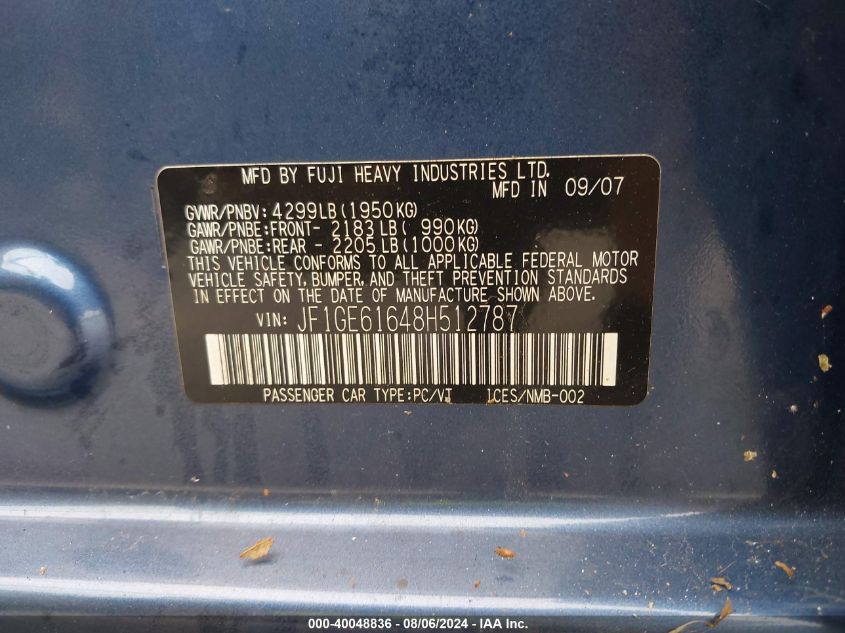 MFD BY FUJI HEAVY INDUSTRIES LTD.
MFD IN 09/07
GVWR/PNBV: 4299LB(1950KG)
GAWR/PNBE:FRONT- 2183LB( 990KG)
GAWR/PNBE:REAR - 2205LB(1000KG)
THIS VEHICLE CONFORMS TO ALL APPLICABLE FEDERAL MOTOR
VEHICLE SAFETY, BUMPER, AND THEFT PREVENTION STANDARDS
IN EFFECT ON THE DATE OF MANUFACTURE SHOWN ABOVE.
VIN: JF1GE61648H512787
PASSENGER CAR TYPE:PC/VT ICES/NMB-002
000-40048836 - 08/06/2024 - IAA Inc.